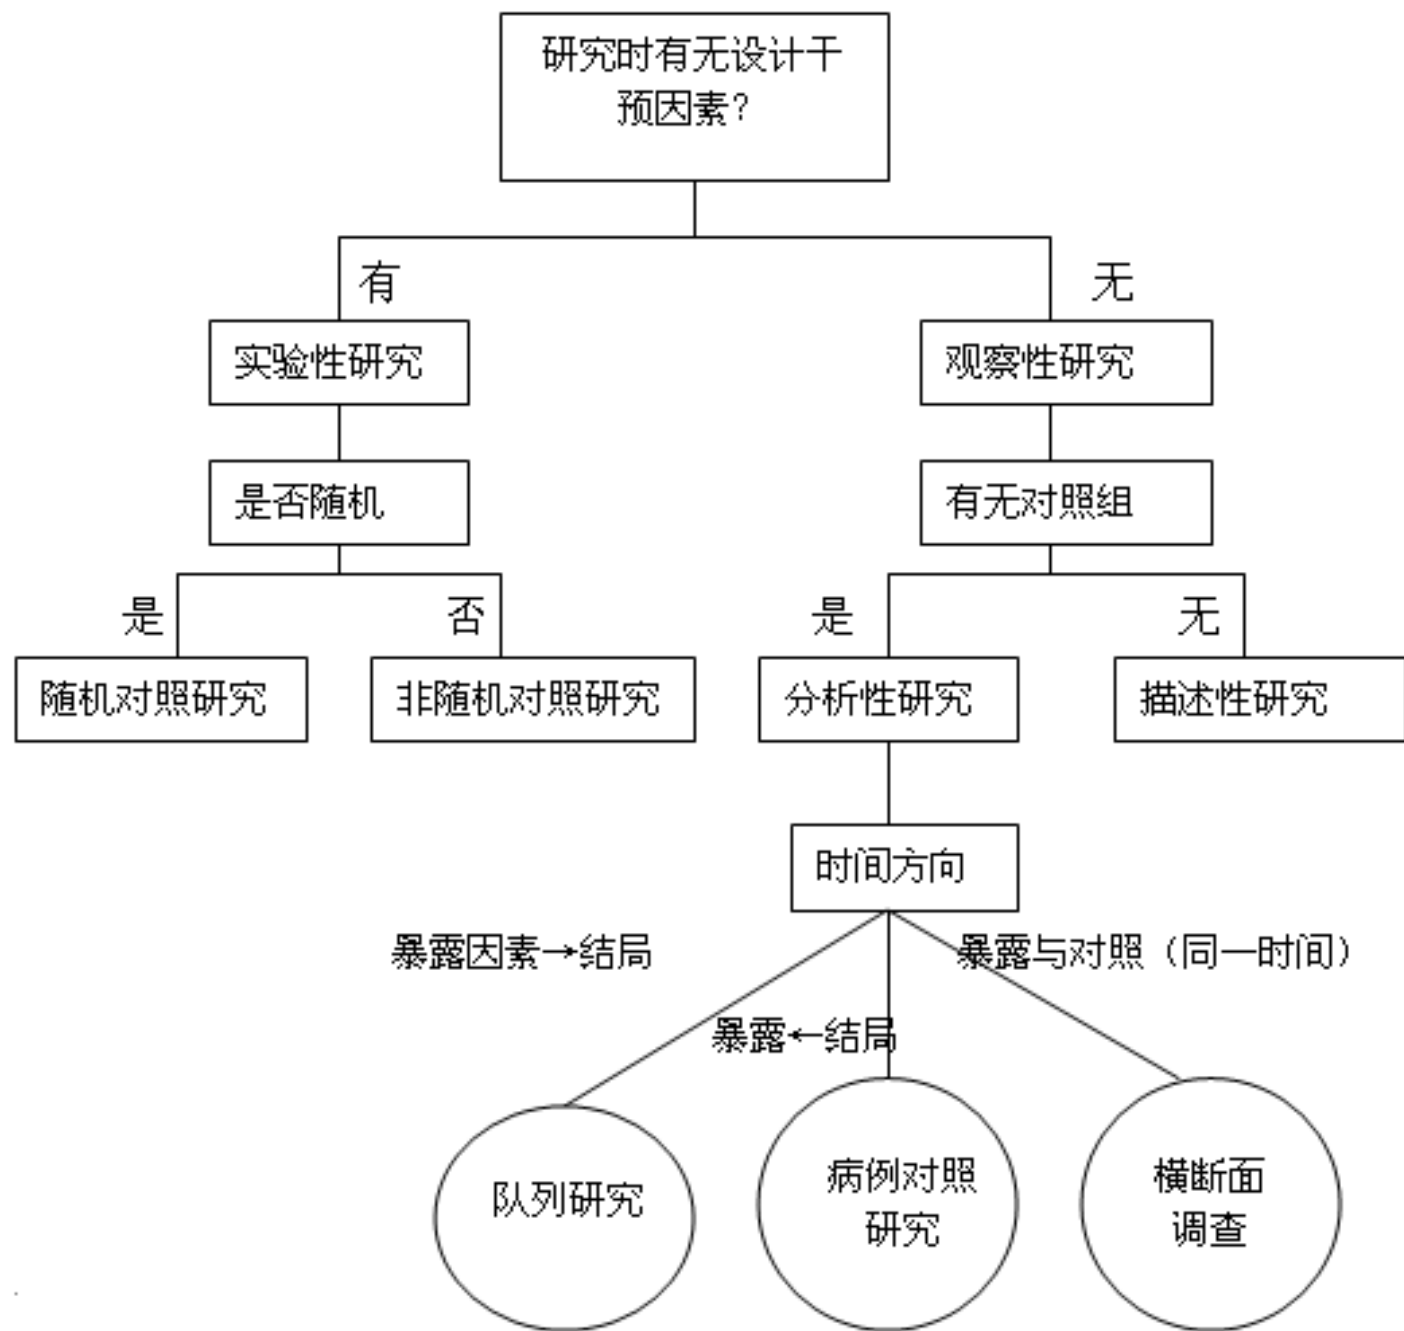 研究时有无设计干
预因素?
有
无
实验性研究
观察性研究
是否随机
有无对照组
是
否
是
无
随机对照研究
非随机对照研究
分析性研究
描述性研究
时间方向
暴露因素→结局
暴露与对照（同一时间）
暴露←结局
队列研究
病例对照
研究
横断面
调查